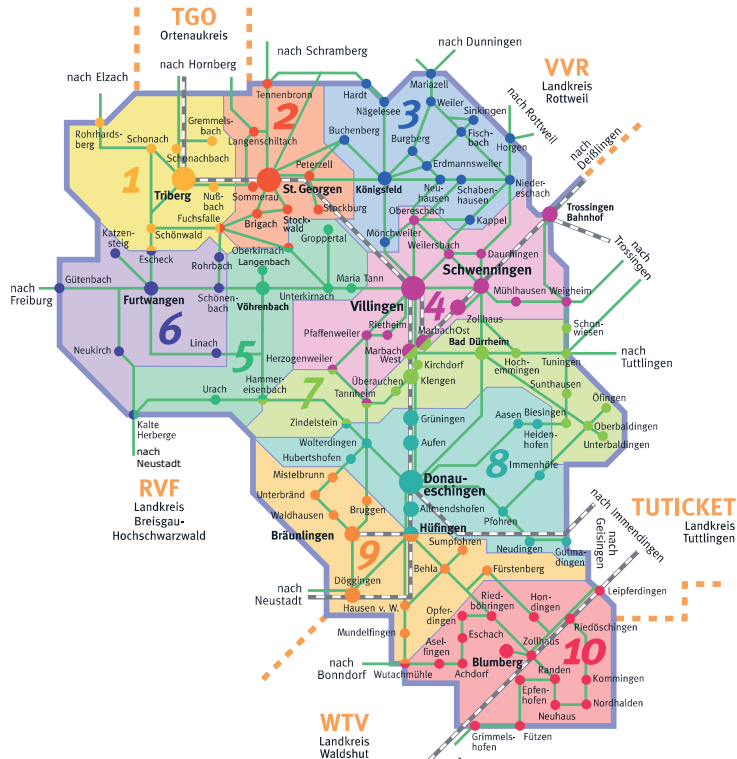 TGO
Ortenaukreis
nach Schramberg
nach Dunningen
nach Elzach
nach Hornberg
VVR
Landkreis
Rottweil
Mariazell
Hardt
Tennenbronn
Weiler
Nägelesee
nach Rottweil
Gremmels-
bach
2
3
Sinkingen
Rohrhards-
berg
Schonach
Langenschiltach
Buchenberg
Fisch-
bach
Burgberg
Horgen
nach
Deißlingen
Schonachbach
Peterzell
Erdmannsweiler
1
Triberg
St. Georgen
Königsfeld
Neu-
hausen
Schaben-
hausen
Nieder-
eschach
Nuß-
bach
Sommerau
Stockburg
Obereschach
Trossingen
Bahnhof
Fuchsfalle
Brigach
Stock-
wald
Kappel
Katzen-
steig
Schönwald
Groppertal
Mönchweiler
Weilersbach
Dauchingen
nach
Trossingen
Escheck
Rohrbach
Oberkirnach
Langenbach
Schwenningen
Maria Tann
Gütenbach
nach
Freiburg
Furtwangen
Schönen-
bach
Vöhrenbach
Unterkirnach
Villingen
4
Mühlhausen
Weigheim
6
Rietheim
Zollhaus
Pfaffenweiler
Marbach Ost
Schon-
wiesen
Neukirch
Linach
5
Herzogenweiler
Marbach
West
Bad Dürrheim
Kirchdorf
Hoch-
emmingen
Tuningen
nach
Tuttlingen
Urach
Hammer-
eisenbach
7
Überauchen
Klengen
Tannheim
Sunthausen
Öfingen
Kalte
Herberge
Zindelstein
Grüningen
Aasen
Biesingen
Oberbaldingen
Wolterdingen
Aufen
Heiden-
hofen
Unterbaldingen
nach
Neustadt
Hubertshofen
8
Mistelbrunn
Donau-
eschingen
Immenhöfe
RVF
Landkreis
Breisgau-
Hochschwarzwald
Unterbränd
Bruggen
Allmendshofen
nach Immendingen
TUTICKET
Landkreis
Tuttlingen
Waldhausen
Pfohren
Bräunlingen
Hüfingen
nach
Geisingen
9
Sumpfohren
Neudingen
Gutma-
dingen
Behla
Fürstenberg
Döggingen
nach
Neustadt
Leipferdingen
Hausen v. W.
Opfer-
dingen
Ried-
böhringen
Hon-
dingen
Riedöschingen
Mundelfingen
Eschach
Zollhaus
Assel-
fingen
10
Blumberg
nach
Bonndorf
Wutachmühle
Achdorf
Randen
Kommingen
Epfen-
hofen
Nordhalden
Neuhaus
WTV
Landkreis
Waldshut
Grimmels-
hofen
Fützen